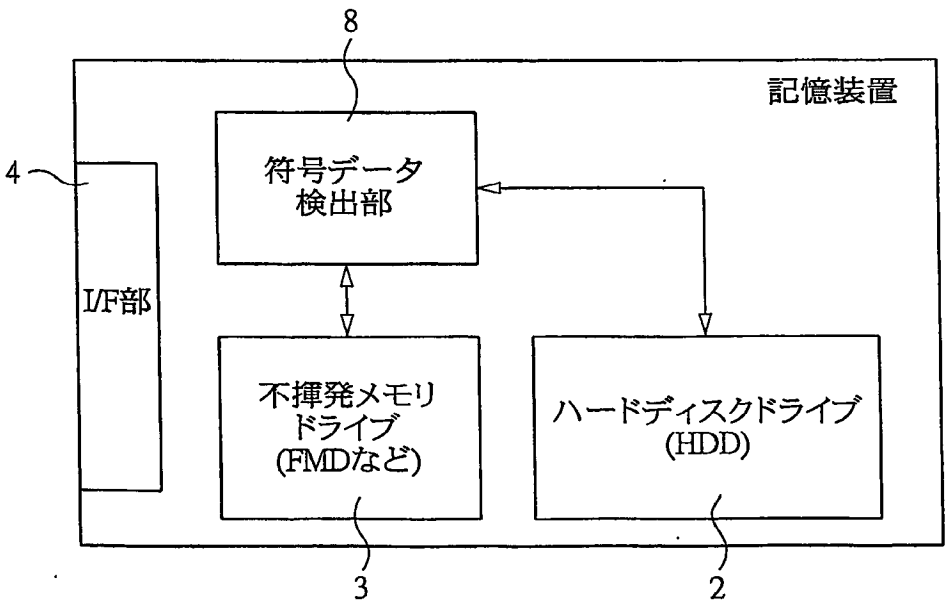 8
記憶装置
符号データ
検出部
4
I/F部
不揮発メモリ
ドライブ
(FMDなど)
ハードディスクドライブ
(HDD)
3
2